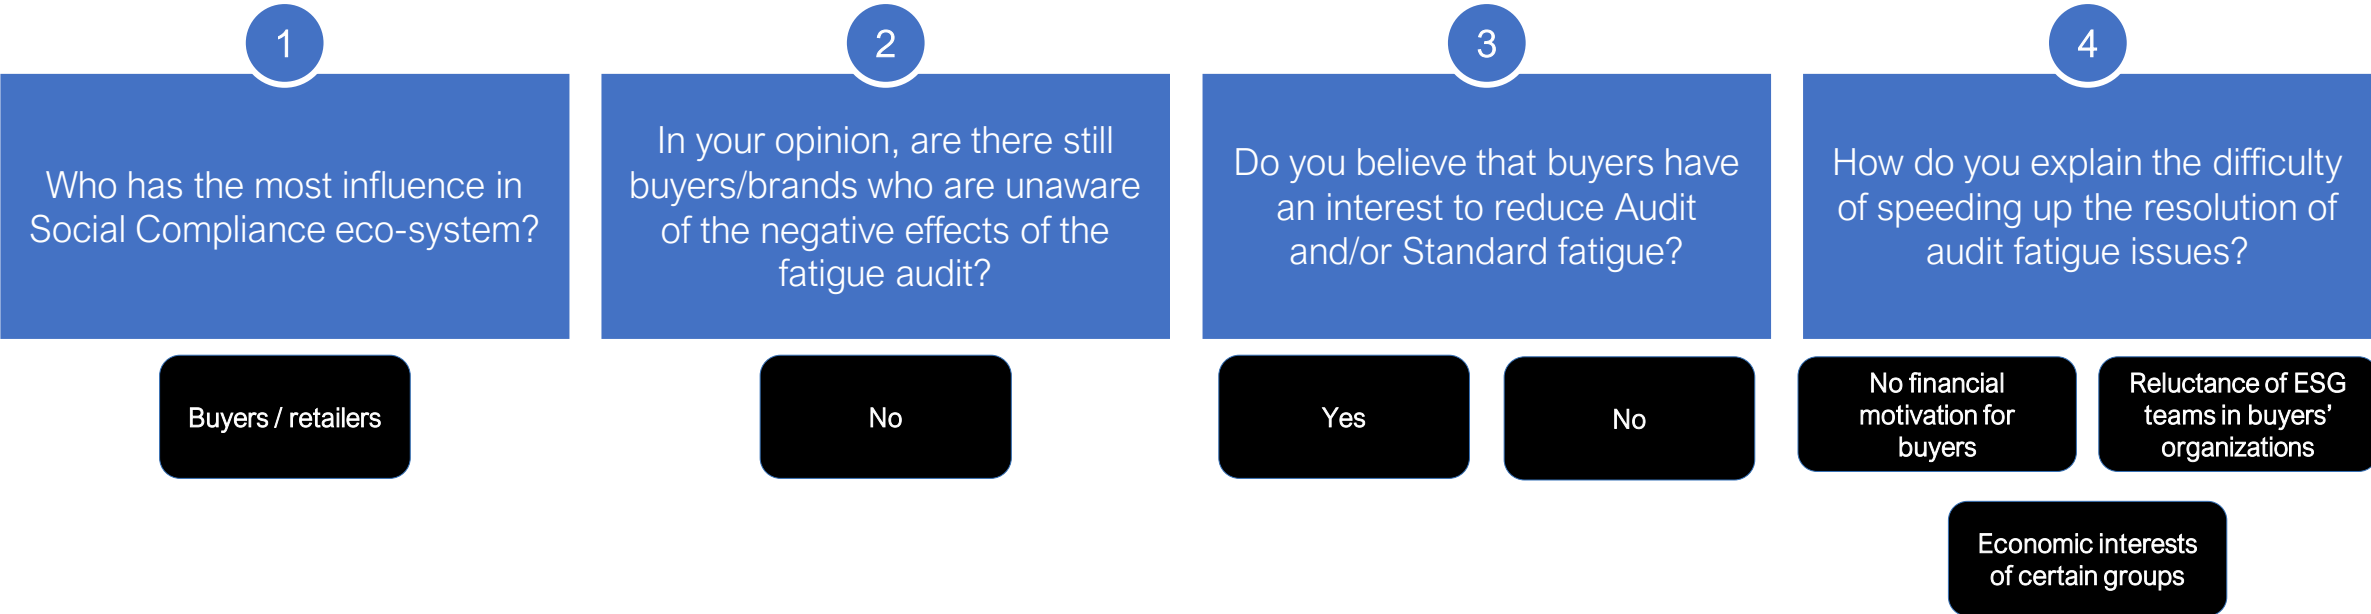 1
Who has the most influence in
Social Compliance eco-system?
Buyers / retailers
2
In your opinion, are there still
buyers/brands who are unaware
of the negative effects of the
fatigue audit?
No
3
Do you believe that buyers have
an interest to reduce Audit
and/or Standard fatigue?
Yes
No
4
How do you explain the difficulty
of speeding up the resolution of
audit fatigue issues?
No financial
motivation for
buyers
Reluctance of ESG
teams in buyers’
organizations
Economic interests
of certain groups